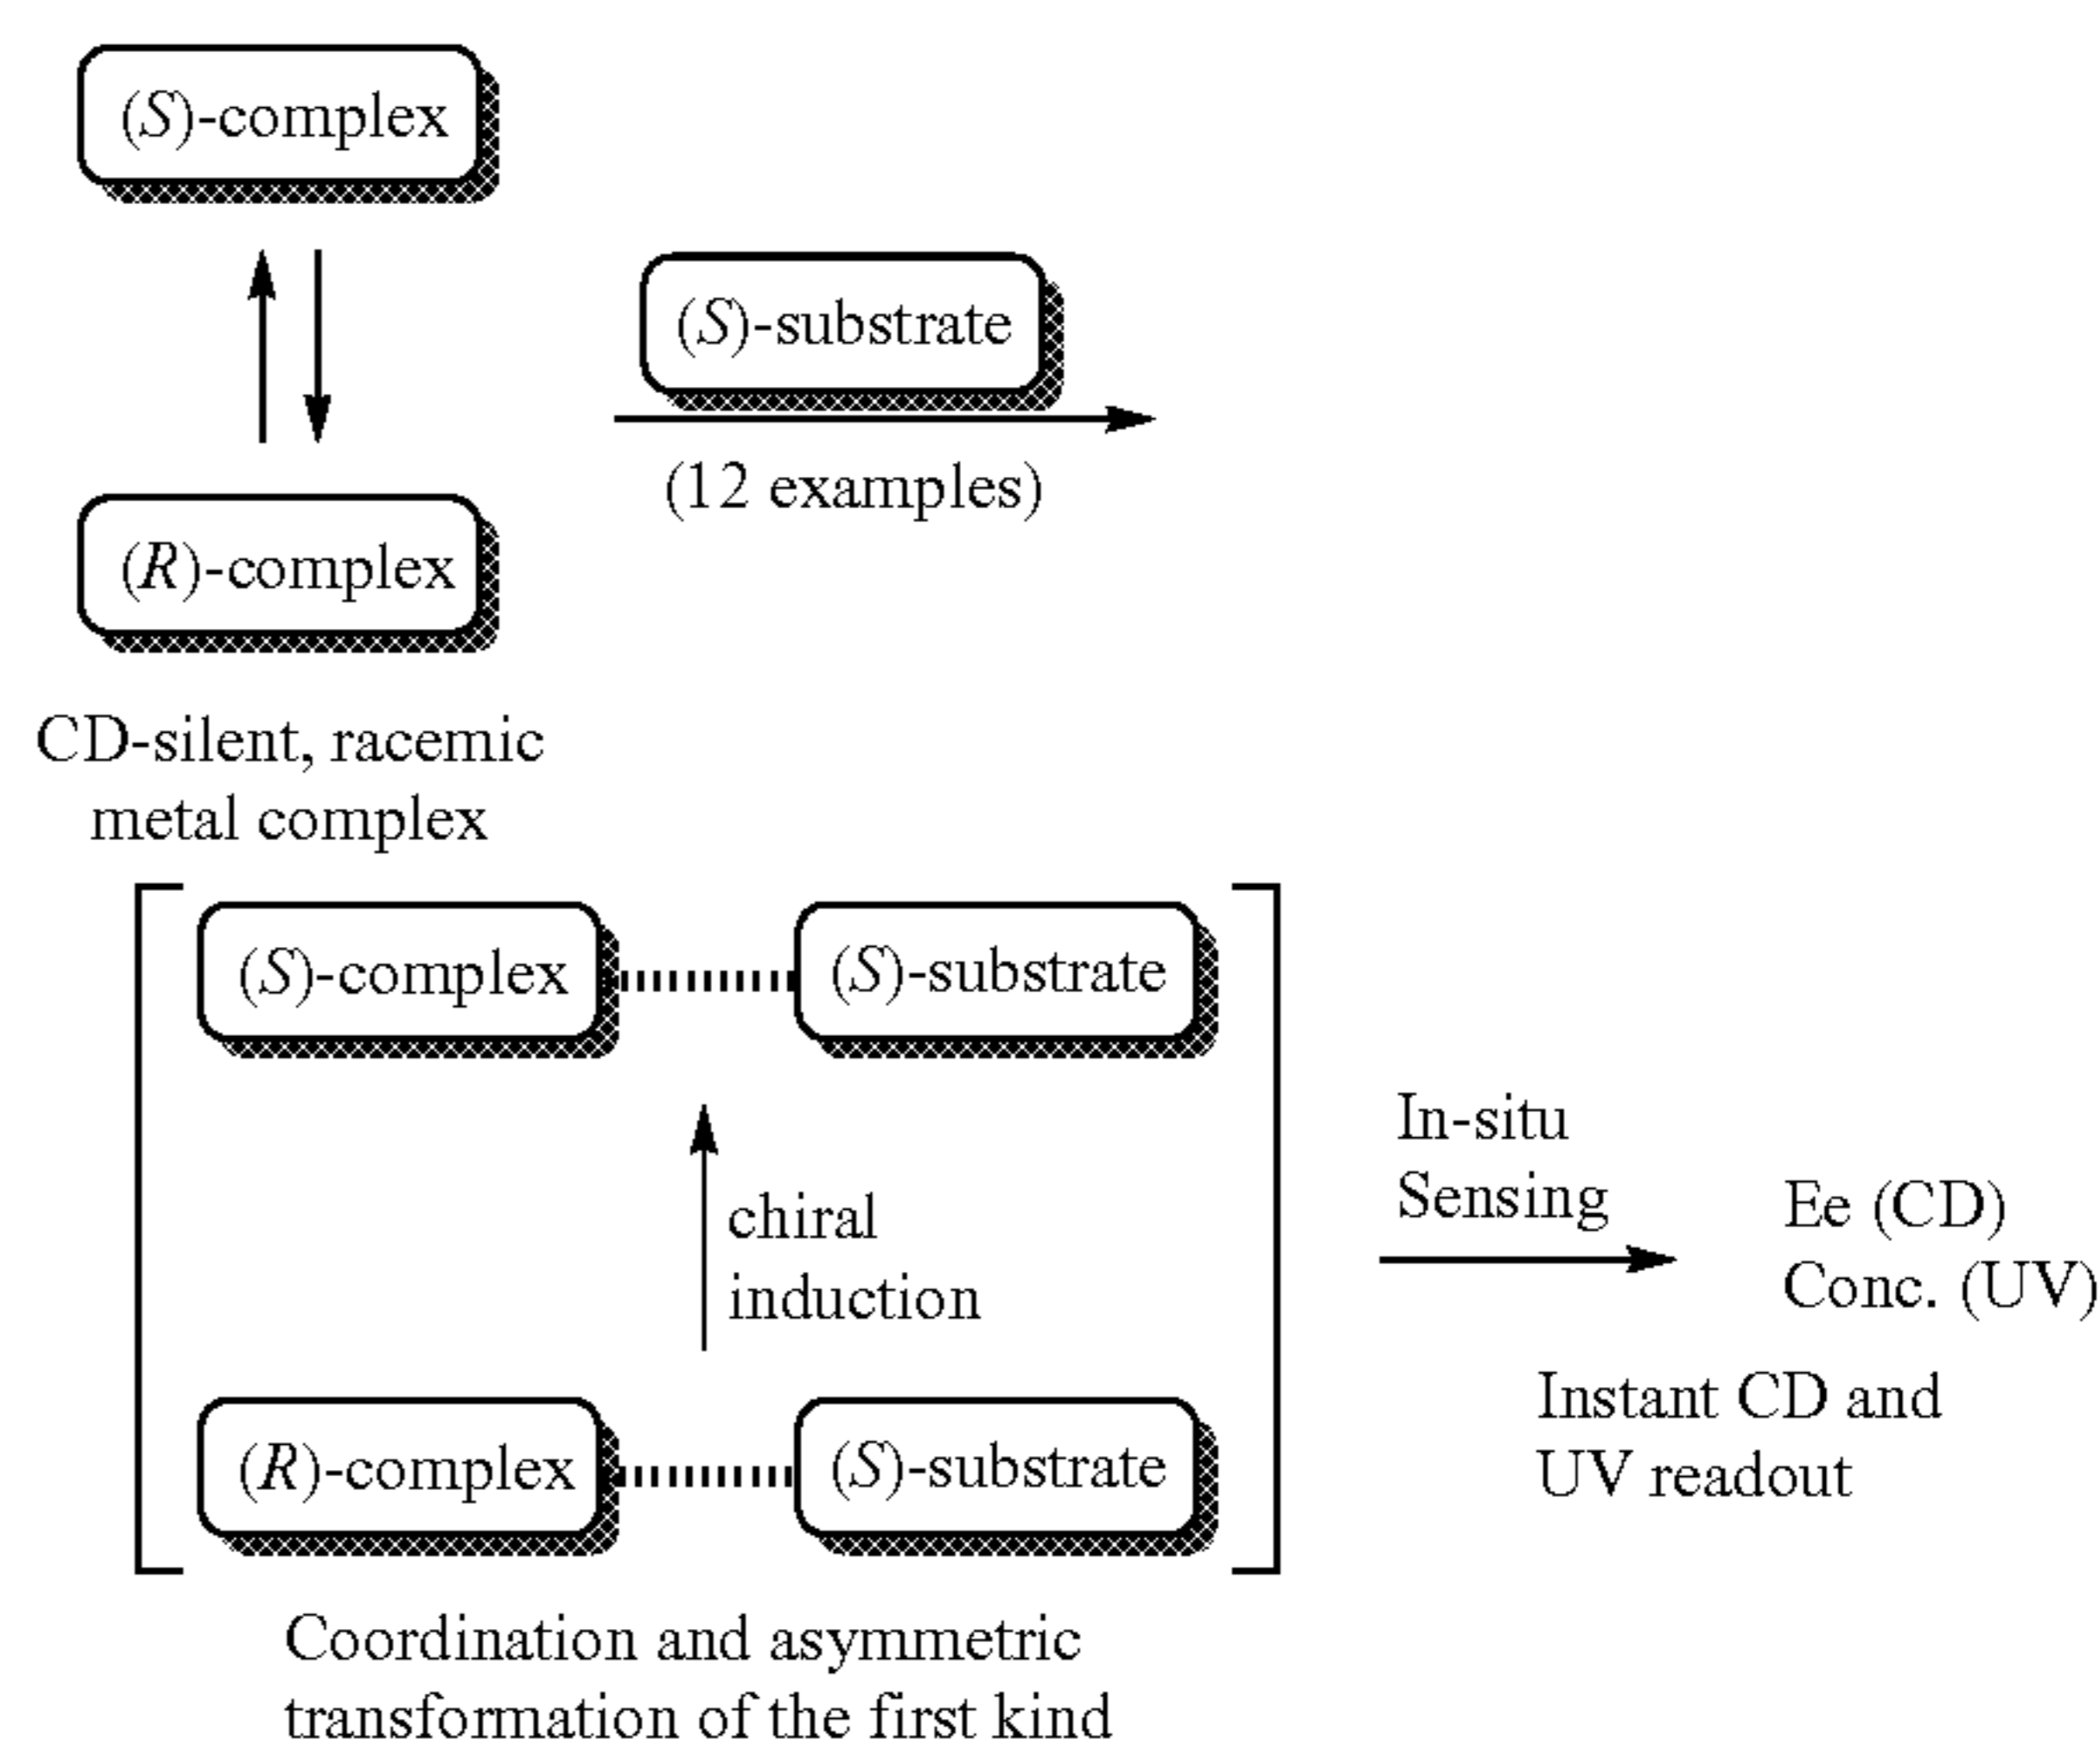 (S)-complex
(S)-substrate
(12 examples)
(R)-complex
CD-silent, racemic
metal complex
(S)-complex
(S)-substrate
chiral
induction
(R)-complex
(S)-substrate
Coordination and asymmetric
transformation of the first kind
In-situ
Sensing
Ee (CD)
Conc. (UV)
Instant CD and
UV readout